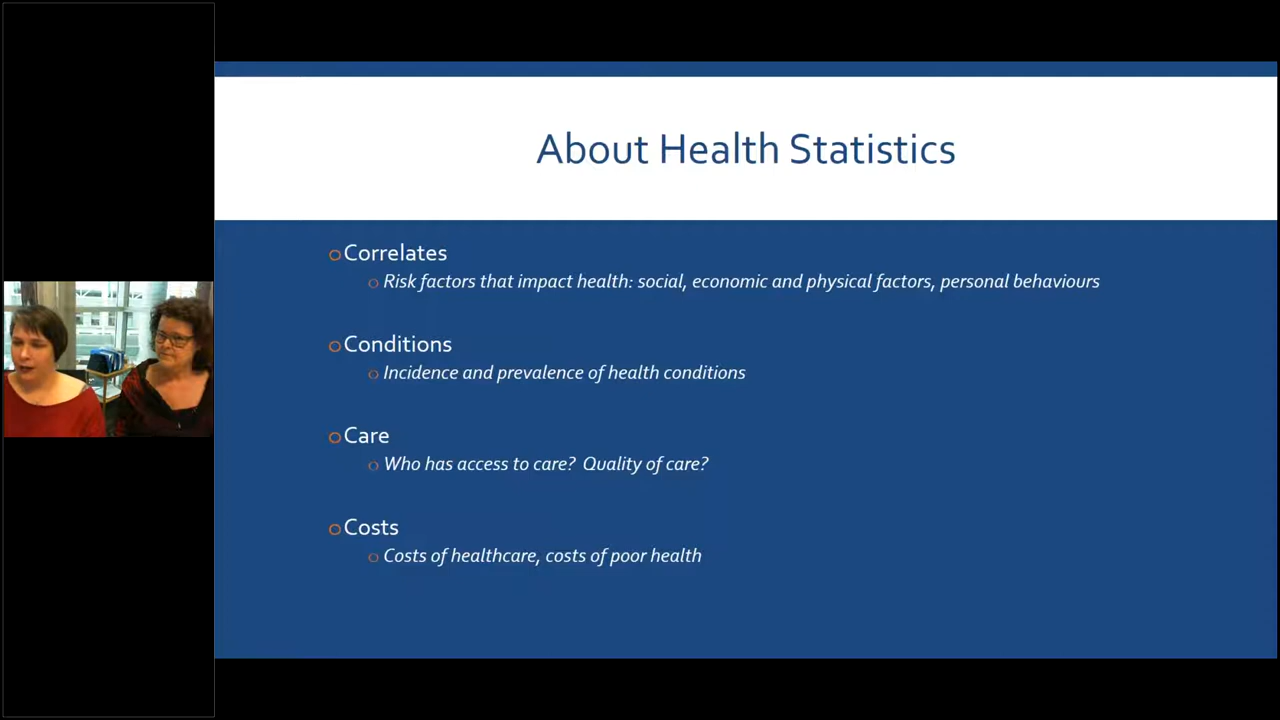 About Health Statistics
Correlates
Risk factors that impact health: social, economic and physical factors, personal behaviours
Conditions
Incidence and prevalence of health conditions
Care
Who has access to care? Quality of care?
Costs
Costs of healthcare, costs of poor health